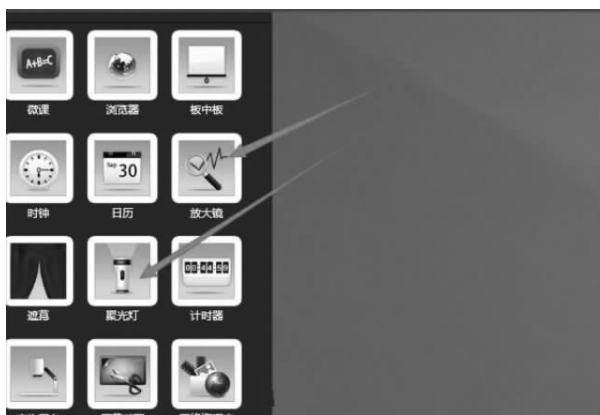 A+B=C
微课 浏览器 板中板
Sep 30
时钟 日历 放大镜
00:44:59
遮幕 聚光灯 计时器